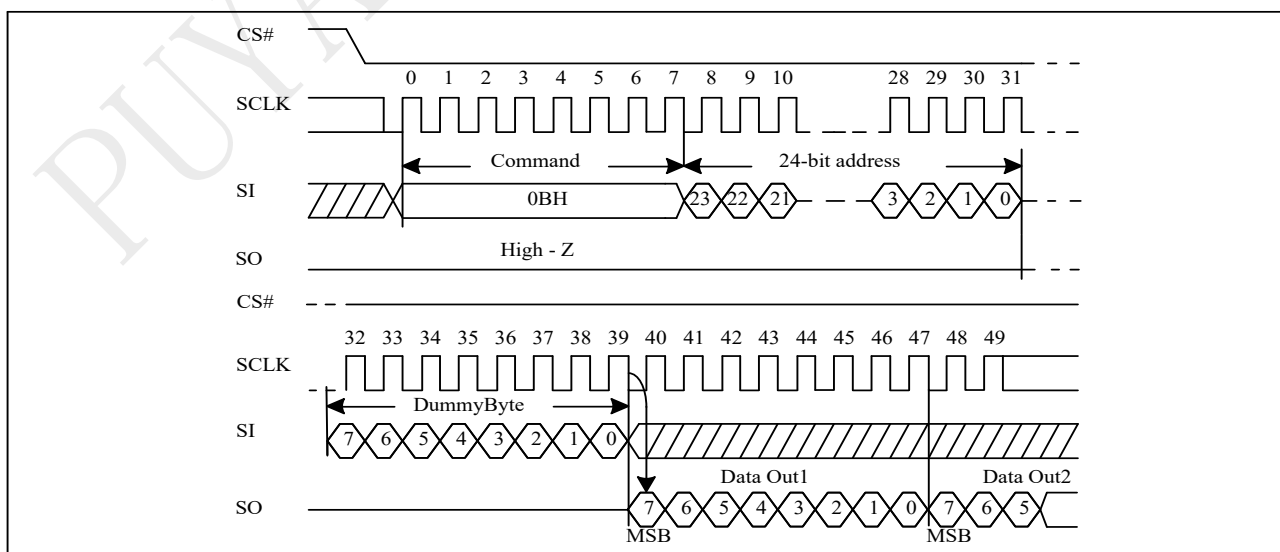 PUYA
CS#
0 1 2 3 4 5 6 7 8 9 10 28 29 30 31
SCLK
Command 24-bit address
SI 0BH 23 22 21 3 2 1 0
High - Z
SO
CS#
32 33 34 35 36 37 38 39 40 41 42 43 44 45 46 47 48 49
SCLK
DummyByte
SI 7 6 5 4 3 2 1 0
Data Out1 Data Out2
SO 7 6 5 4 3 2 1 0 7 6 5
MSB MSB